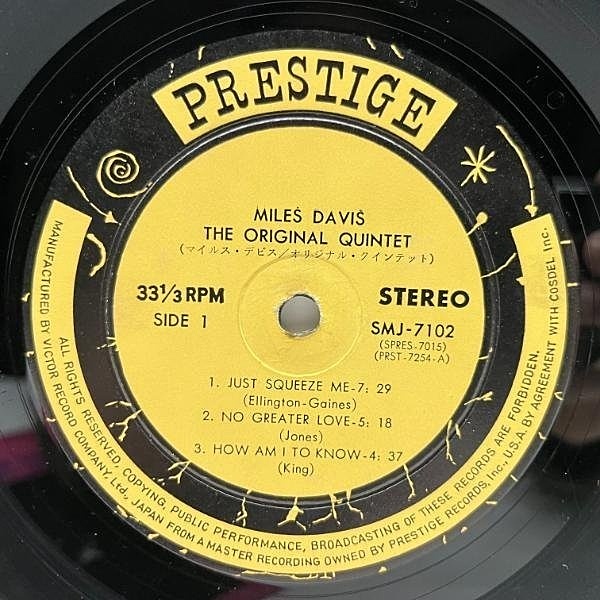 PRESTIGE
MILES DAVIS
THE ORIGINAL QUINTET
(マイルス・デビス/オリジナル・クインテット)
33⅓ RPM
SIDE 1
STEREO
SMJ-7102
(SPRES-7015)
(PRST-7254-A)
1. JUST SQUEEZE ME-7: 29
(Ellington-Gaines)
2. NO GREATER LOVE-5: 18
(Jones)
3. HOW AM I TO KNOW-4: 37
(King)
ALL RIGHTS RESERVED, COPYING, PUBLIC PERFORMANCE, BROADCASTING OF THESE RECORDS ARE FORBIDDEN.
MANUFACTURED BY VICTOR RECORD COMPANY, Ltd., JAPAN FROM A MASTER RECORDING OWNED BY PRESTIGE RECORDS, Inc., U.S.A. BY AGREEMENT WITH COSDEL Inc.